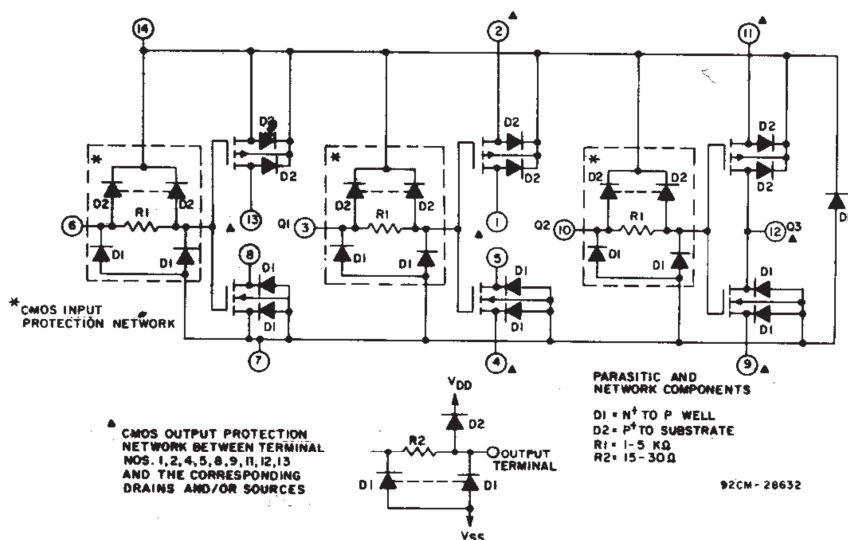 14
2 ▲
11 ▲
D2
D2
D2
*
*
*
D2
D2
D2
D2 D2
D2 D2
D2 D2
R1
R1
R1
D1
6
13
▲
Q1 3
1
▲
Q2 10
12 Q3
▲
8
5
D1 D1
D1 D1
D1 D1
D1
D1
D1
D1
D1
D1
* CMOS INPUT
PROTECTION NETWORK
7
4 ▲
9 ▲
▲
CMOS OUTPUT PROTECTION
NETWORK BETWEEN TERMINAL
NOS. 1,2,4,5,8,9,11,12,13
AND THE CORRESPONDING
DRAINS AND/OR SOURCES
VDD
D2
R2
OUTPUT
TERMINAL
D1 D1
VSS
PARASITIC AND
NETWORK COMPONENTS
D1 = N+ TO P WELL
D2 = P+ TO SUBSTRATE
R1 = 1-5 KΩ
R2 = 15-30Ω
92CM-28632